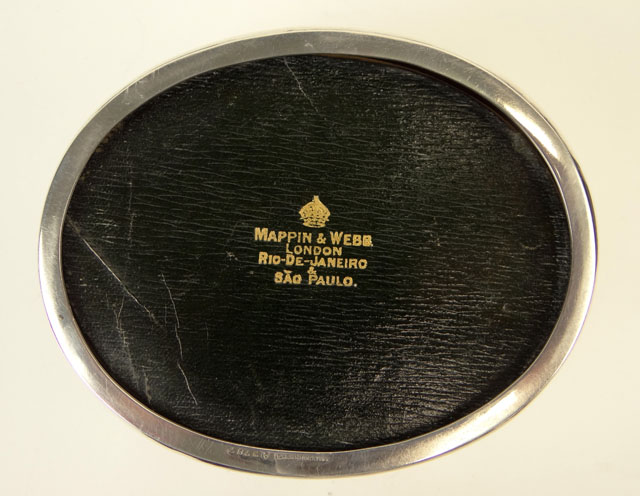 MAPPIN & WEBB
LONDON
RIO-DE-JANEIRO
&
SÃO PAULO.